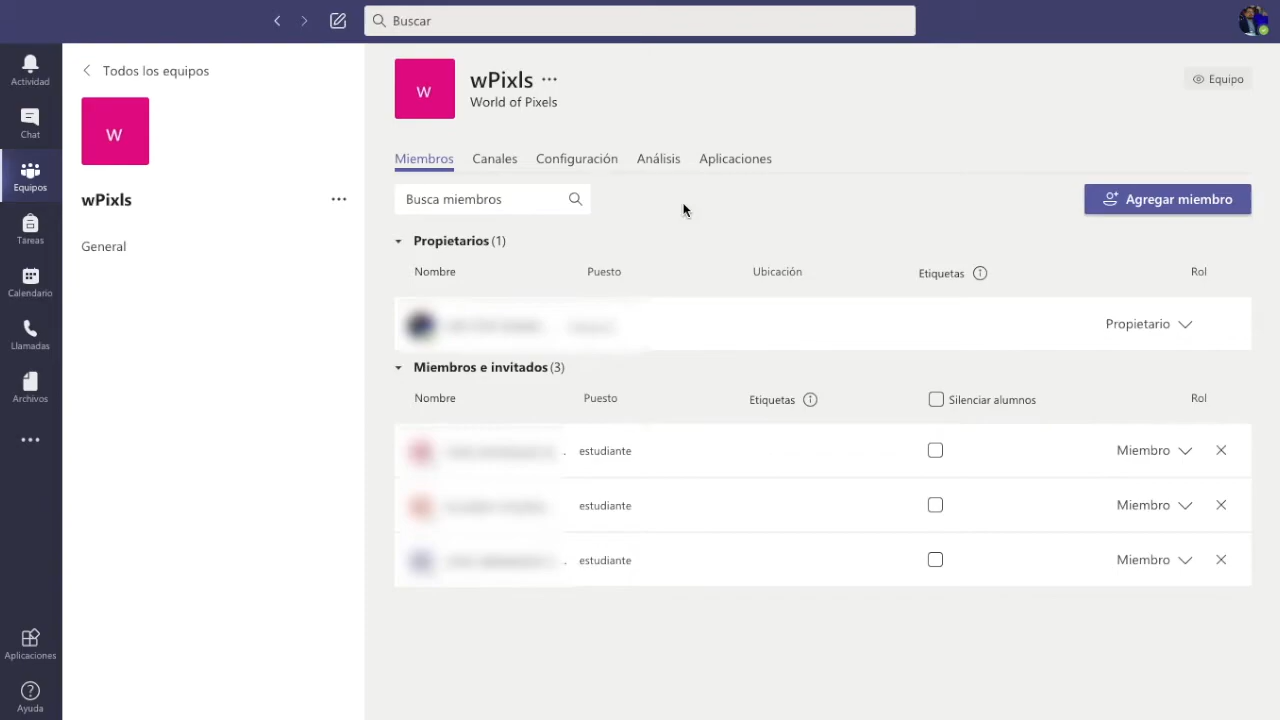 Buscar
Actividad
Chat
Equipos
Tareas
Calendario
Llamadas
Archivos
Aplicaciones
Ayuda
Todos los equipos
W
wPixls
General
W
wPixls
World of Pixels
Equipo
Miembros Canales Configuración Análisis Aplicaciones
Busca miembros
Agregar miembro
Propietarios (1)
Nombre Puesto Ubicación Etiquetas Rol
Propietario
Miembros e invitados (3)
Nombre Puesto Etiquetas Silenciar alumnos Rol
estudiante Miembro
estudiante Miembro
estudiante Miembro